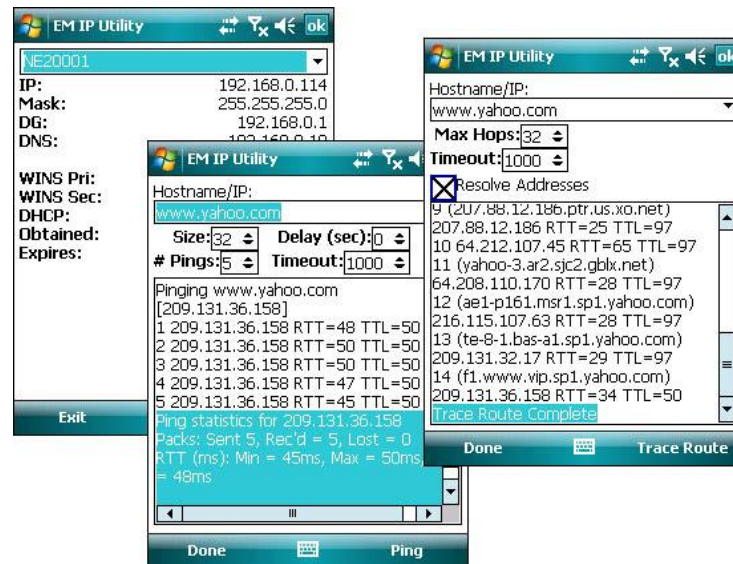 EM IP Utility
ok
NE20001
IP: 192.168.0.114
Mask: 255.255.255.0
DG: 192.168.0.1
DNS: 192.168.0.10
WINS Pri:
WINS Sec:
DHCP:
Obtained:
Expires:
Exit
EM IP Utility
Hostname/IP:
www.yahoo.com
Size: 32 Delay (sec): 0
# Pings: 5 Timeout: 1000
Pinging www.yahoo.com
[209.131.36.158]
1 209.131.36.158 RTT=48 TTL=50
2 209.131.36.158 RTT=50 TTL=50
3 209.131.36.158 RTT=50 TTL=50
4 209.131.36.158 RTT=47 TTL=50
5 209.131.36.158 RTT=45 TTL=50
Ping statistics for 209.131.36.158
Packs: Sent 5, Rec'd = 5, Lost = 0
RTT (ms): Min = 45ms, Max = 50ms,
= 48ms
Done Ping
EM IP Utility
ok
Hostname/IP:
www.yahoo.com
Max Hops: 32
Timeout: 1000
Resolve Addresses
9 (207.88.12.186.ptr.us.xo.net)
207.88.12.186 RTT=25 TTL=97
10 64.212.107.45 RTT=65 TTL=97
11 (yahoo-3.ar2.sjc2.gblx.net)
64.208.110.170 RTT=28 TTL=97
12 (ae1-p161.msr1.sp1.yahoo.com)
216.115.107.63 RTT=28 TTL=97
13 (te-8-1.bas-a1.sp1.yahoo.com)
209.131.32.17 RTT=29 TTL=97
14 (f1.www.vip.sp1.yahoo.com)
209.131.36.158 RTT=34 TTL=50
Trace Route Complete
Done Trace Route